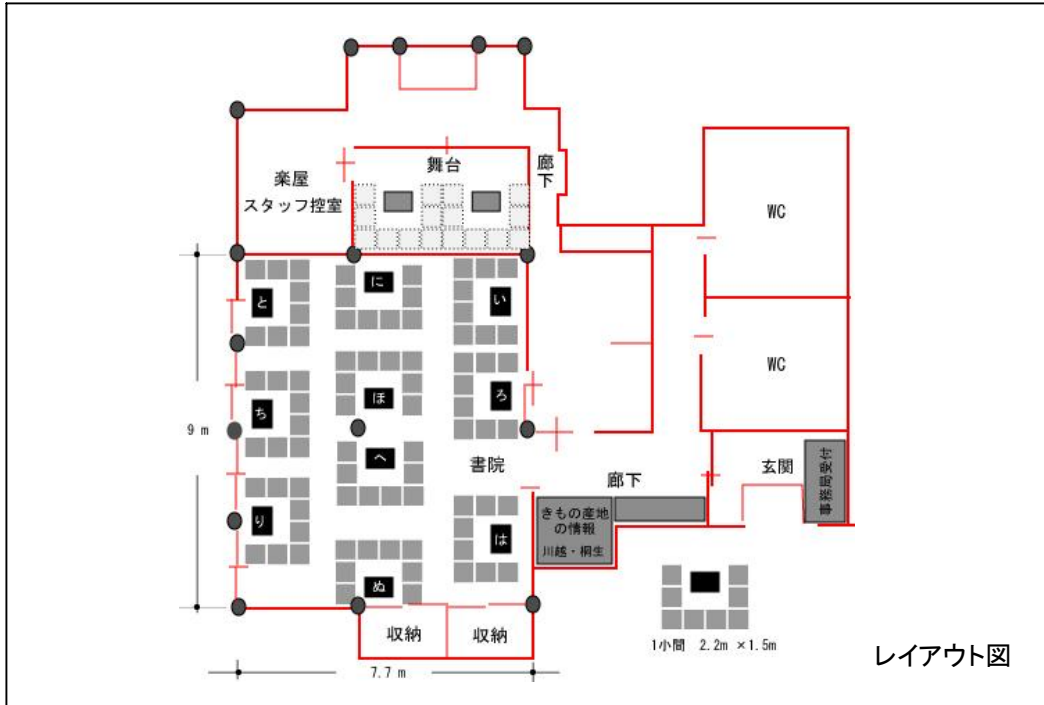 舞台
廊下
楽屋
スタッフ控室
WC
と
に
い
ち
ほ
ろ
9 m
へ
書院
WC
り
は
ぬ
廊下
玄関
事務局受付
きもの産地
の情報
川越・桐生
収納
収納
7.7 m
1小間 2.2m ×1.5m
レイアウト図